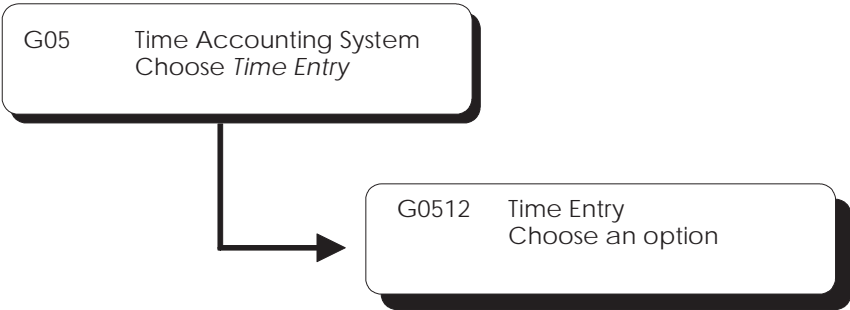 G05 Time Accounting System
Choose Time Entry
G0512 Time Entry
Choose an option